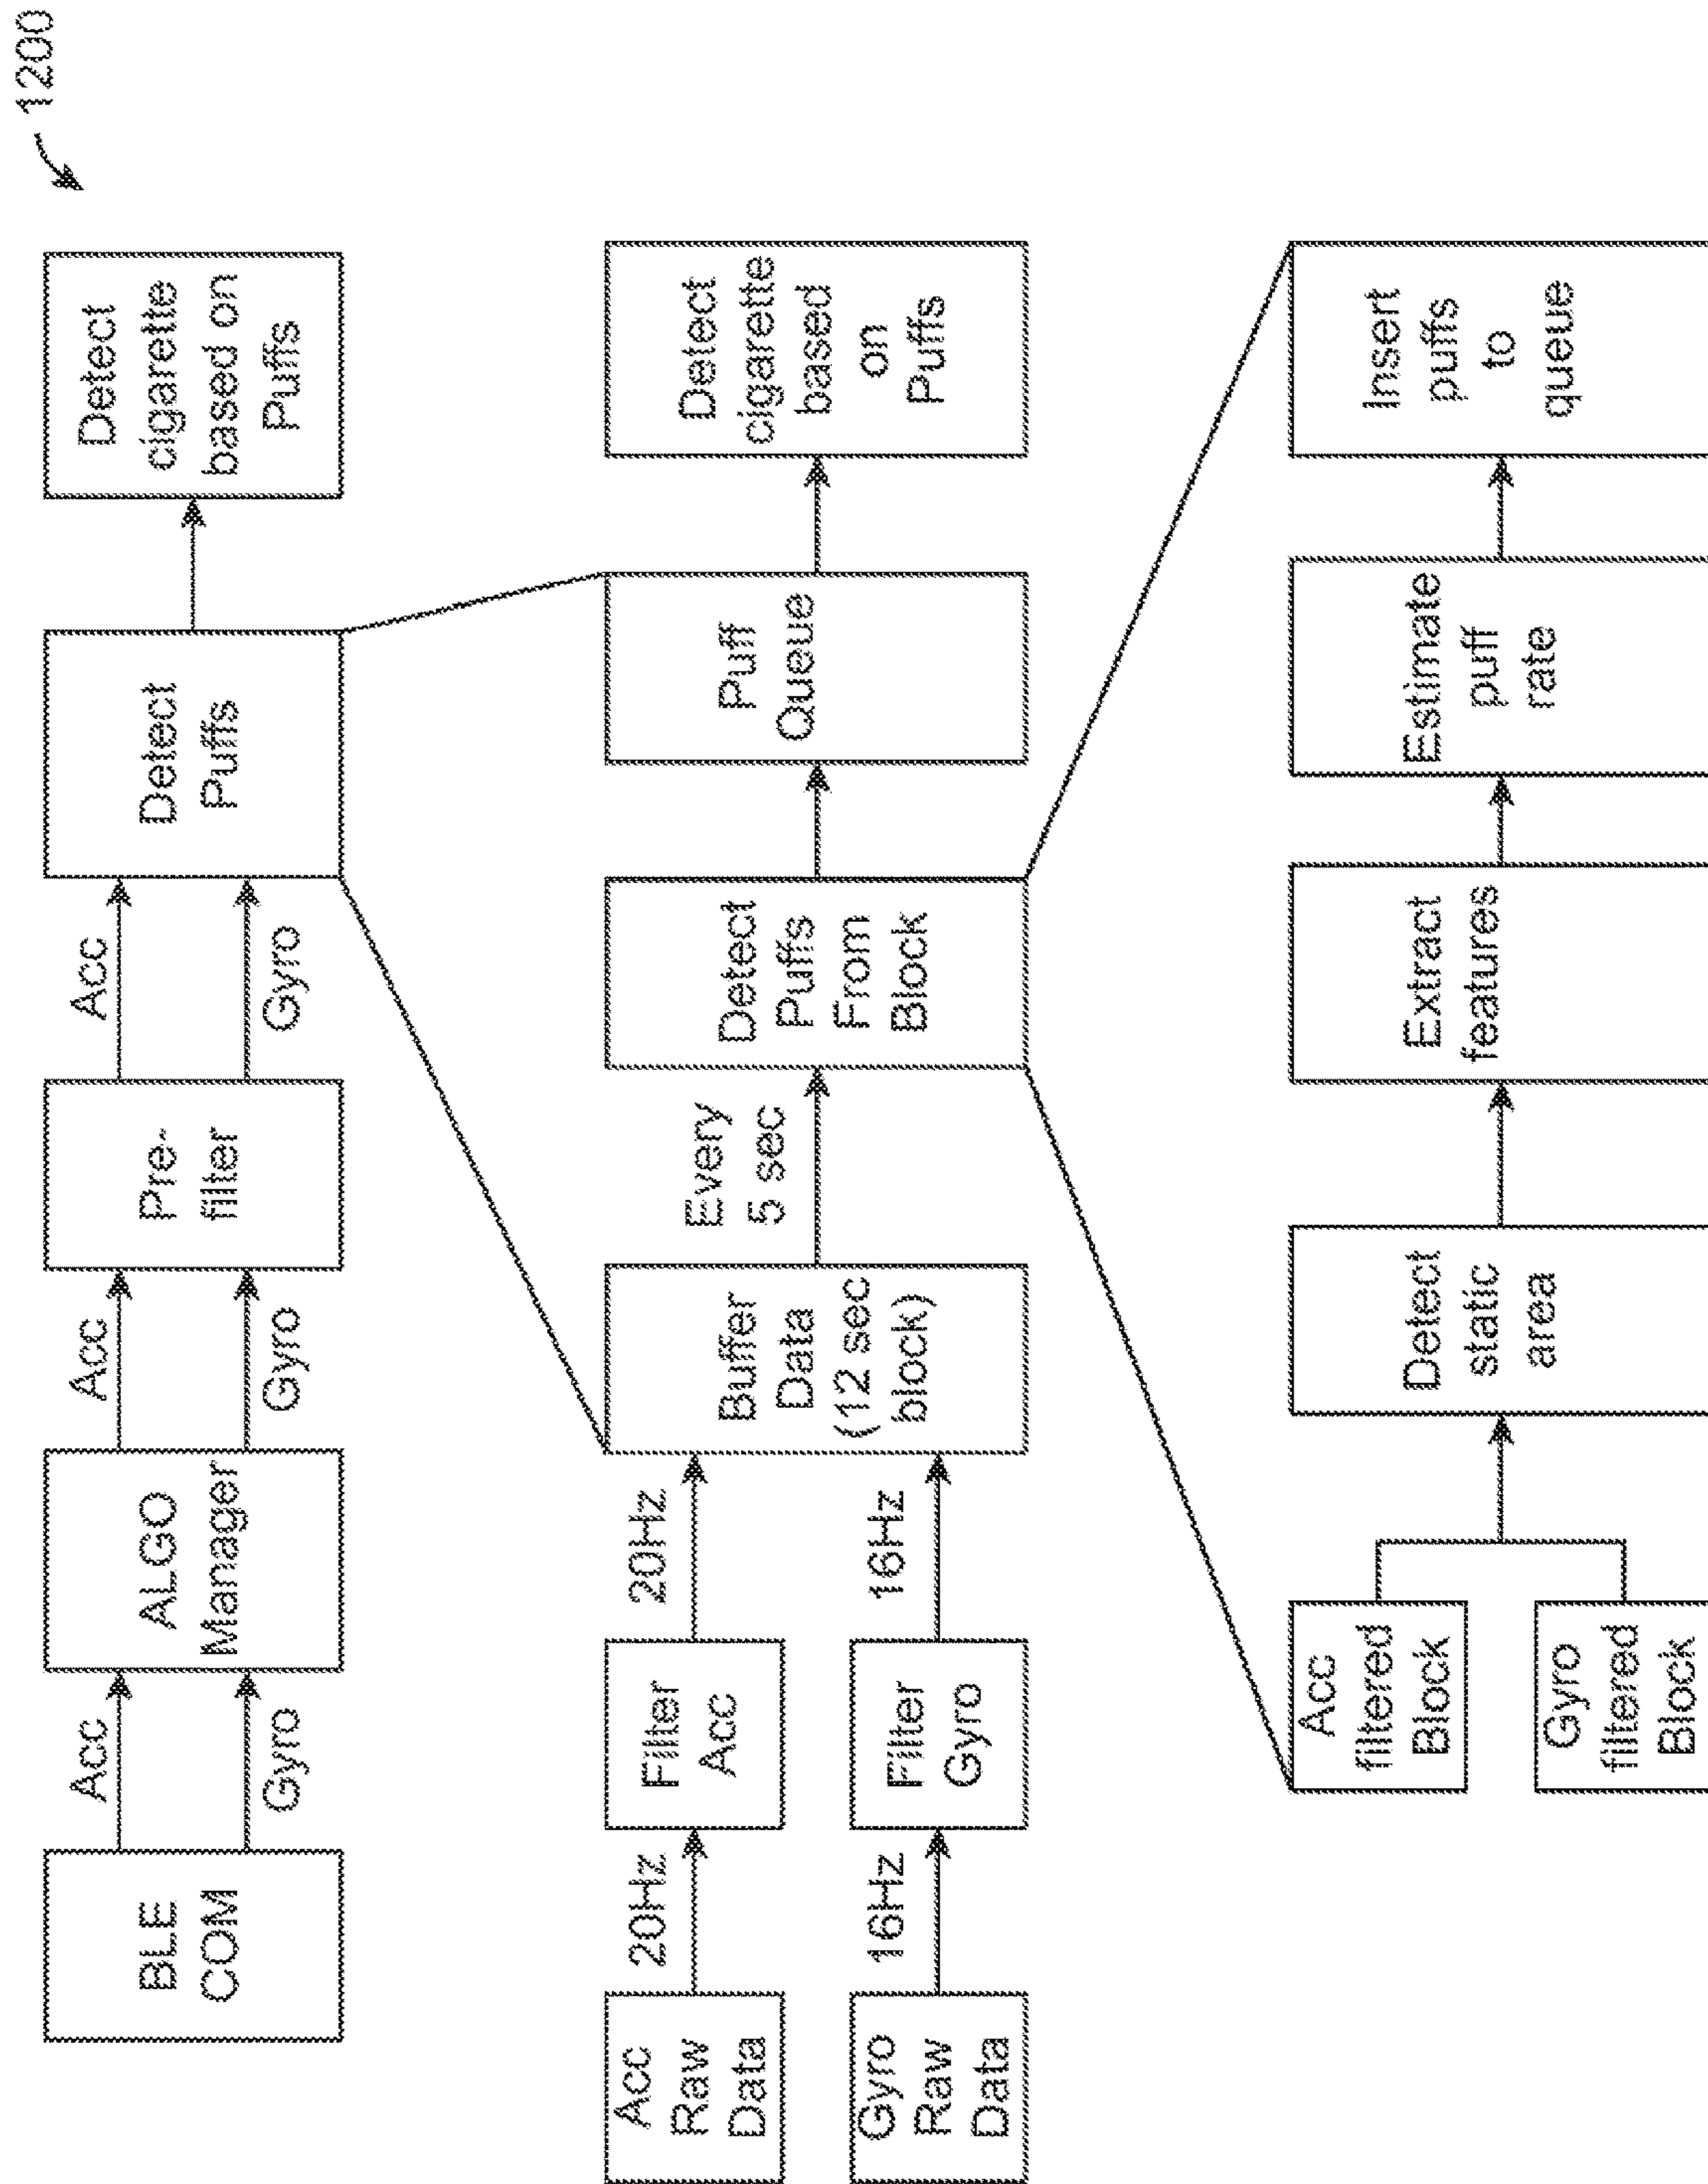 1200
BLE
COM
Acc
Gyro
ALGO
Manager
Acc
Gyro
Pre-
filter
Acc
Gyro
Detect
Puffs
Detect
cigarette
based on
Puffs
Acc
Raw
Data
20Hz
Filter
Acc
20Hz
Gyro
Raw
Data
16Hz
Filter
Gyro
16Hz
Buffer
Data
(12 sec
block)
Every
5 sec
Detect
Puffs
From
Block
Puff
Queue
Detect
cigarette
based
on
Puffs
Acc
filtered
Block
Gyro
filtered
Block
Detect
static
area
Extract
features
Estimate
puff
rate
Insert
puffs
to
queue